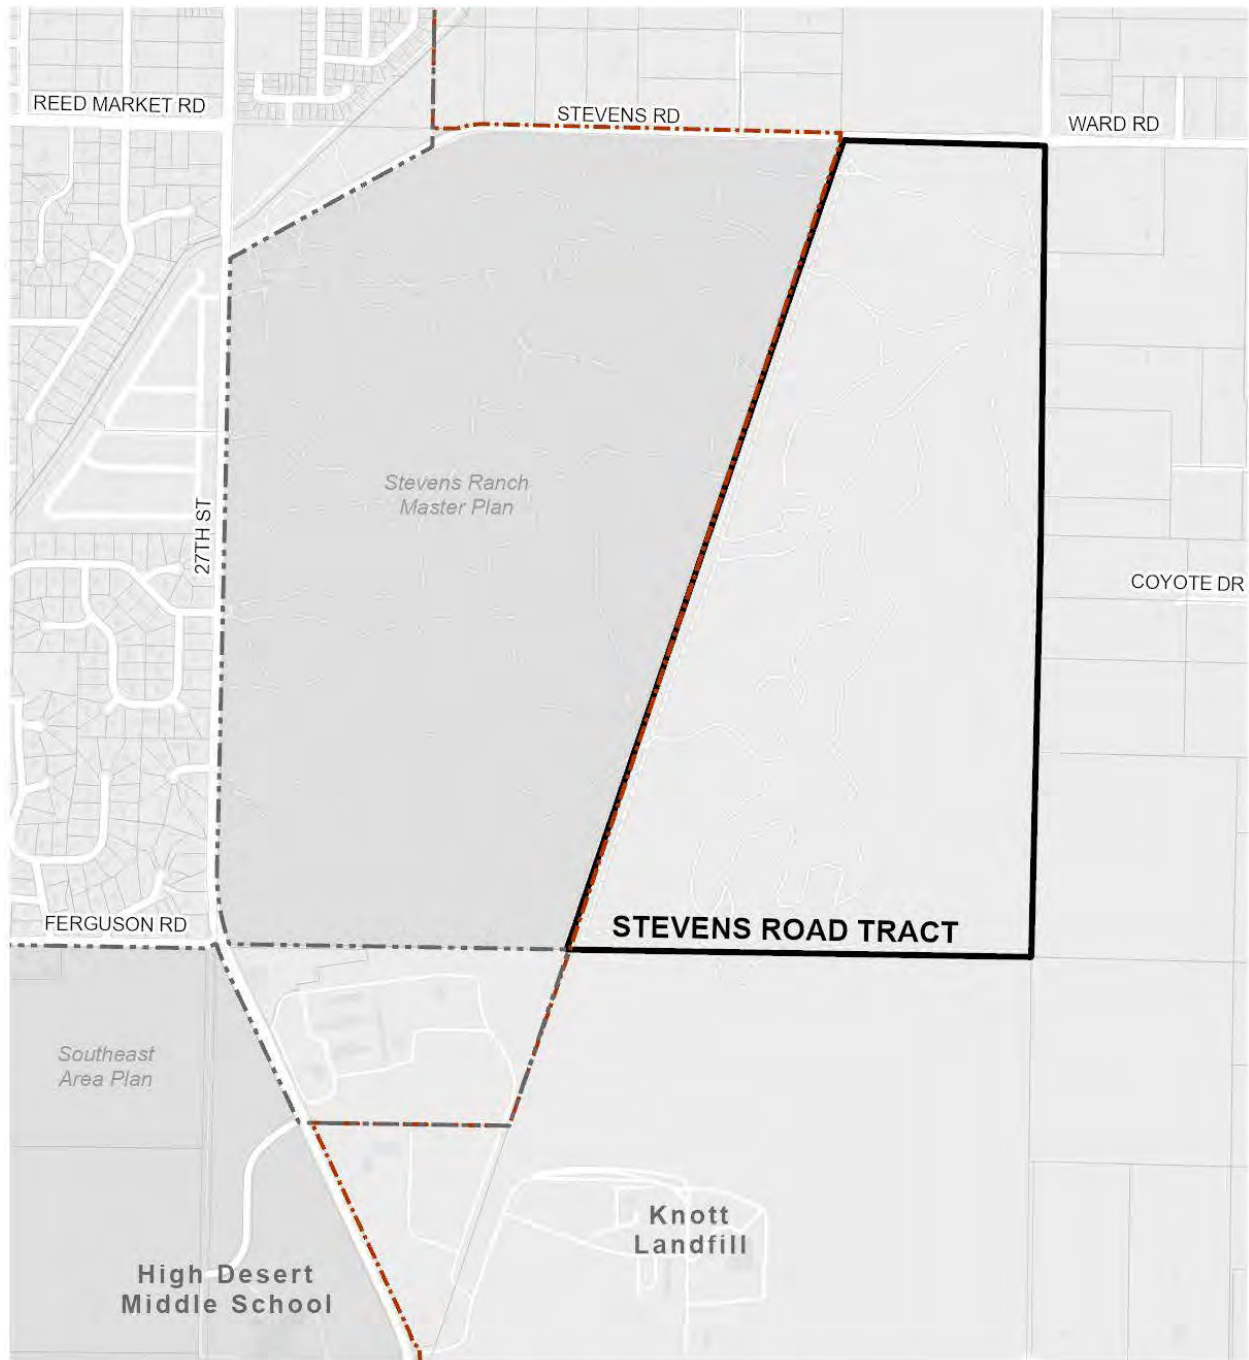 REED MARKET RD
STEVENS RD
WARD RD
Stevens Ranch
Master Plan
27TH ST
COYOTE DR
FERGUSON RD
STEVENS ROAD TRACT
Southeast
Area Plan
Knott
Landfill
High Desert
Middle School